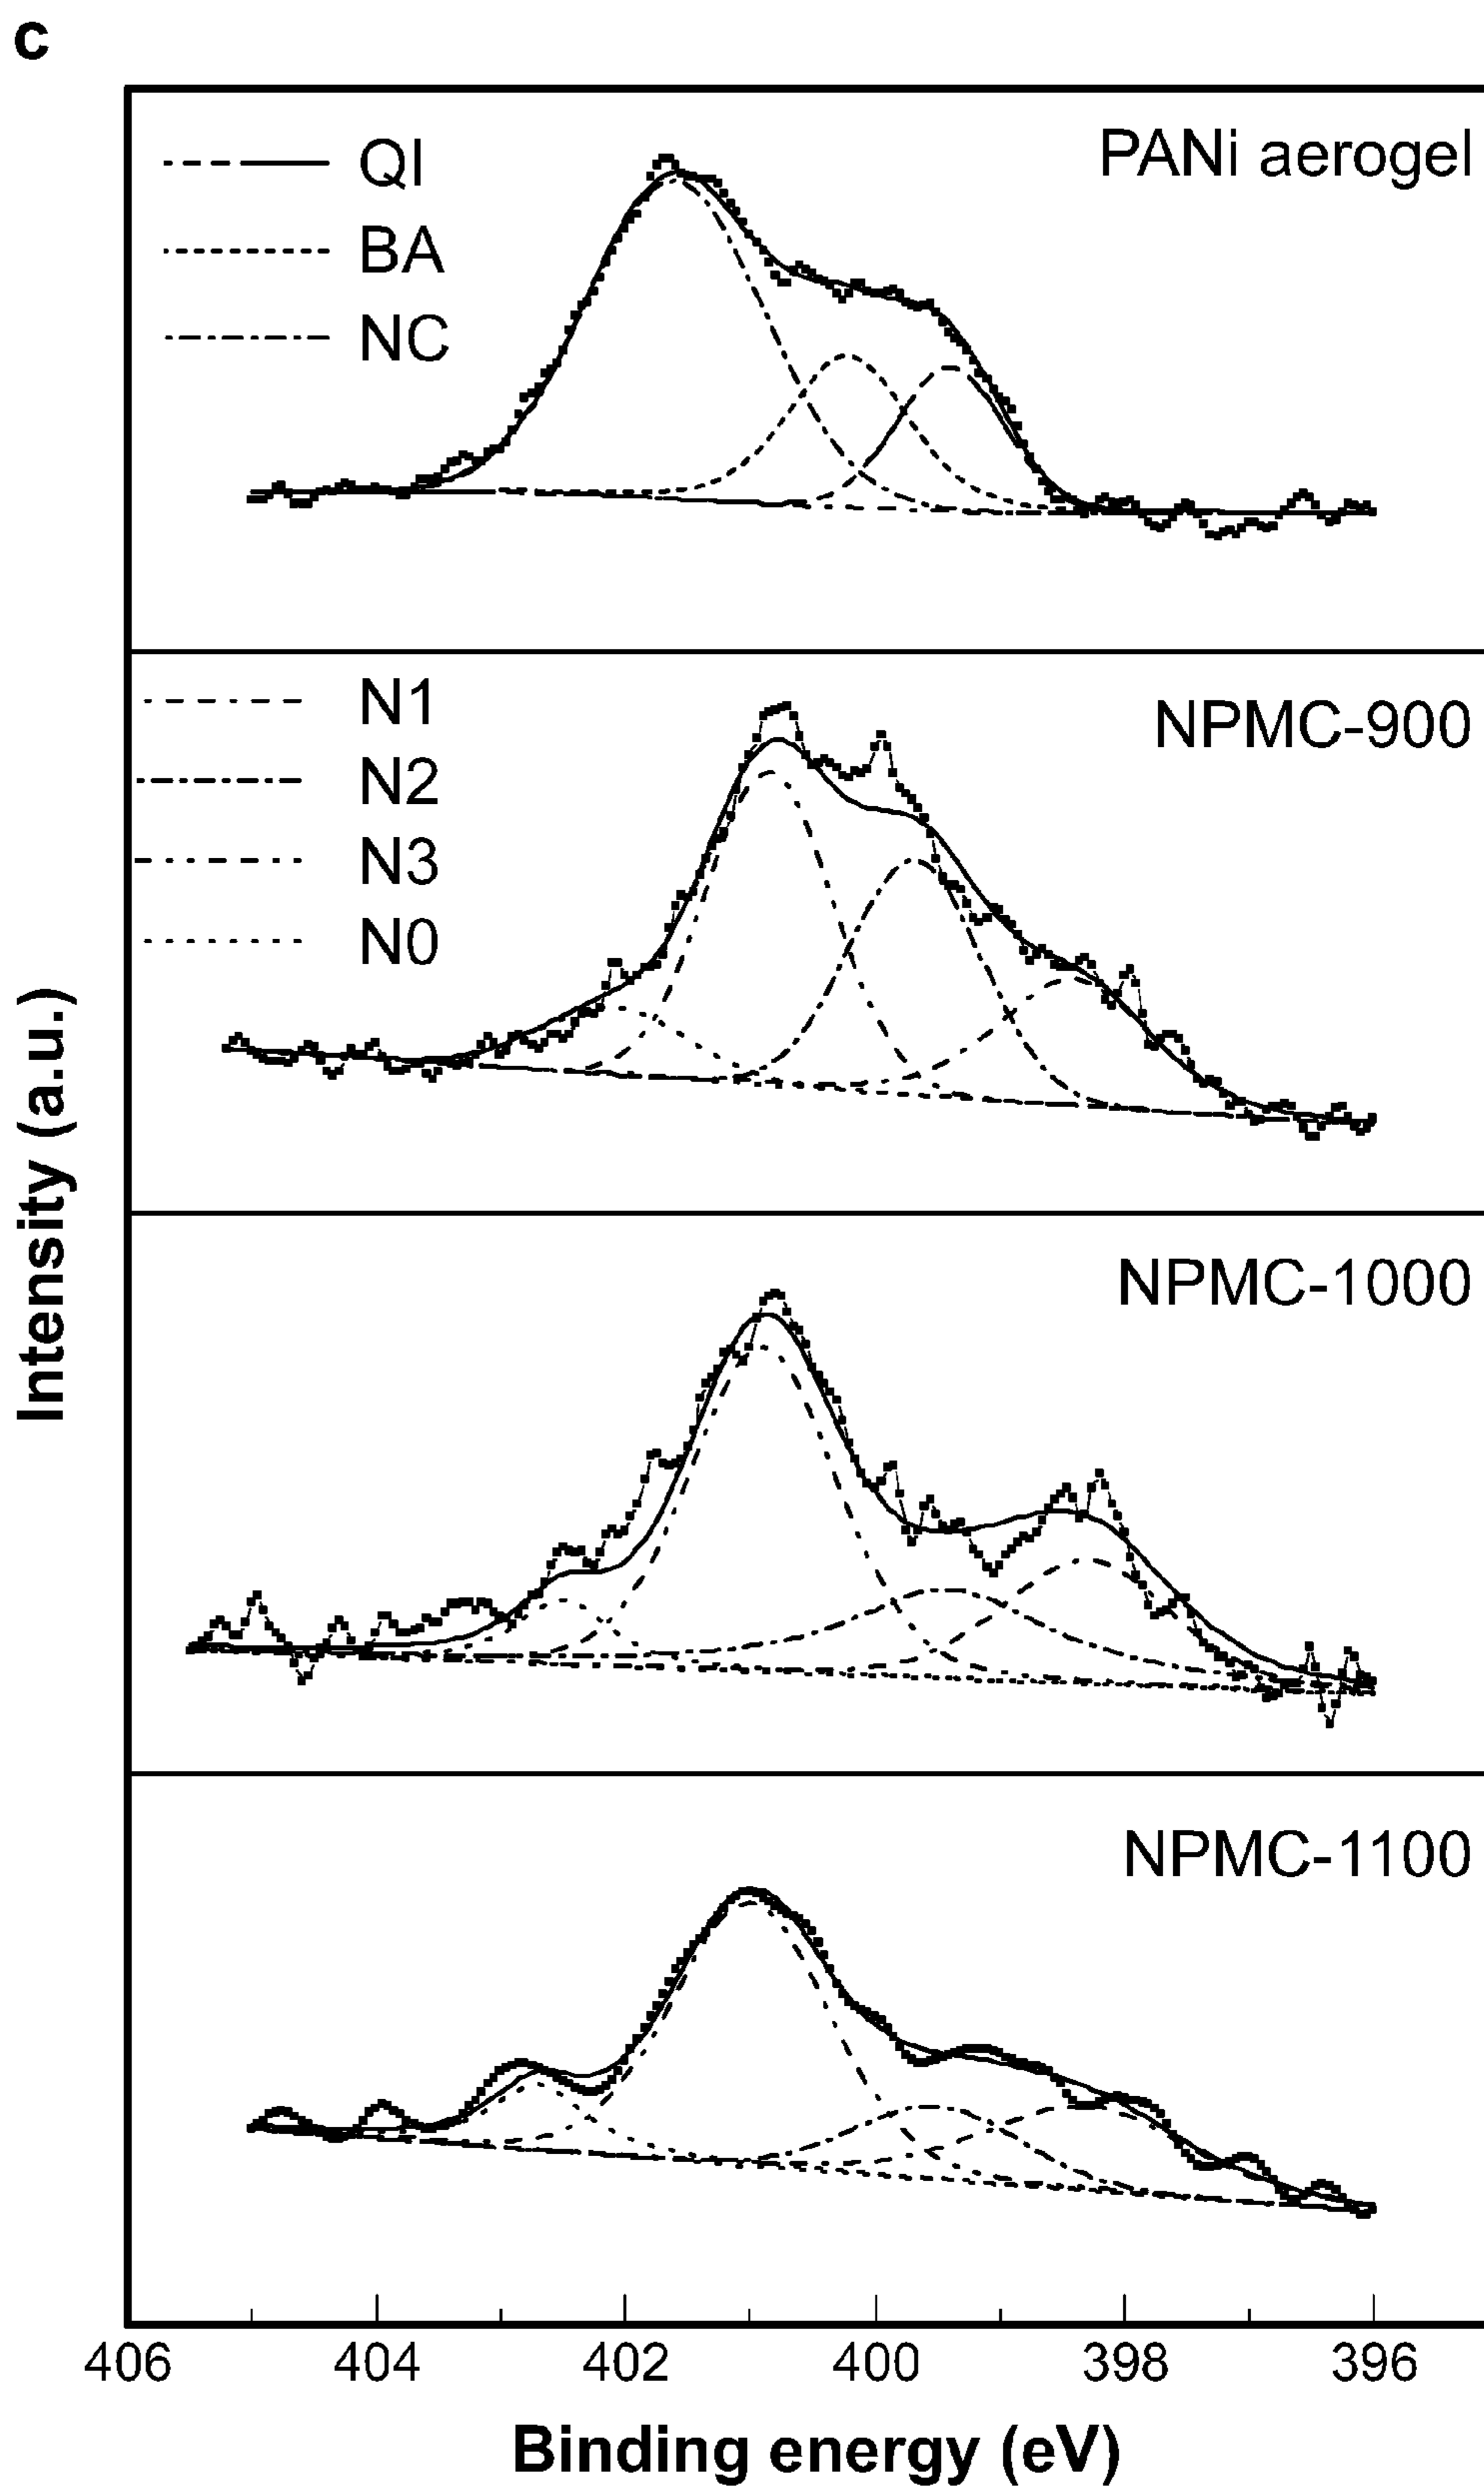 c
PANi aerogel
QI
BA
NC
NPMC-900
N1
N2
N3
N0
NPMC-1000
NPMC-1100
Intensity (a.u.)
406 404 402 400 398 396
Binding energy (eV)